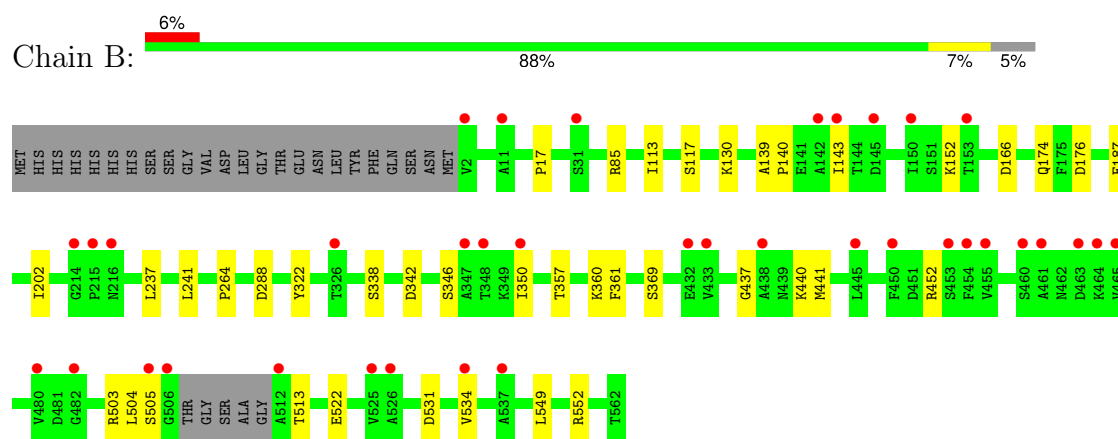 6%
Chain B:
88% 7% 5%
MET HIS HIS HIS HIS HIS HIS SER SER GLY VAL ASP LEU GLY THR GLU ASN LEU TYR PHE GLN SER ASN MET V2 A11 P17 S31 R85 I113 S117 K130 A139 P140 E141 A142 I143 T144 D145 I150 S151 K152 T153 D166 Q174 F175 D176
I202 G214 P215 N216 L237 L241 P264 D288 Y322 T326 S338 D342 S346 A347 T348 K349 I350 T357 K360 F361 S369 E432 V433 G437 A438 N439 K440 M441 L445 F450 D451 R452 S453 F454 V455 S460 A461 N462 D463 K464
V480 D481 G482 R503 L504 S505 G506 THR GLY SER ALA GLY A512 T513 E522 V525 A526 D531 V534 A537 L549 R552 T562